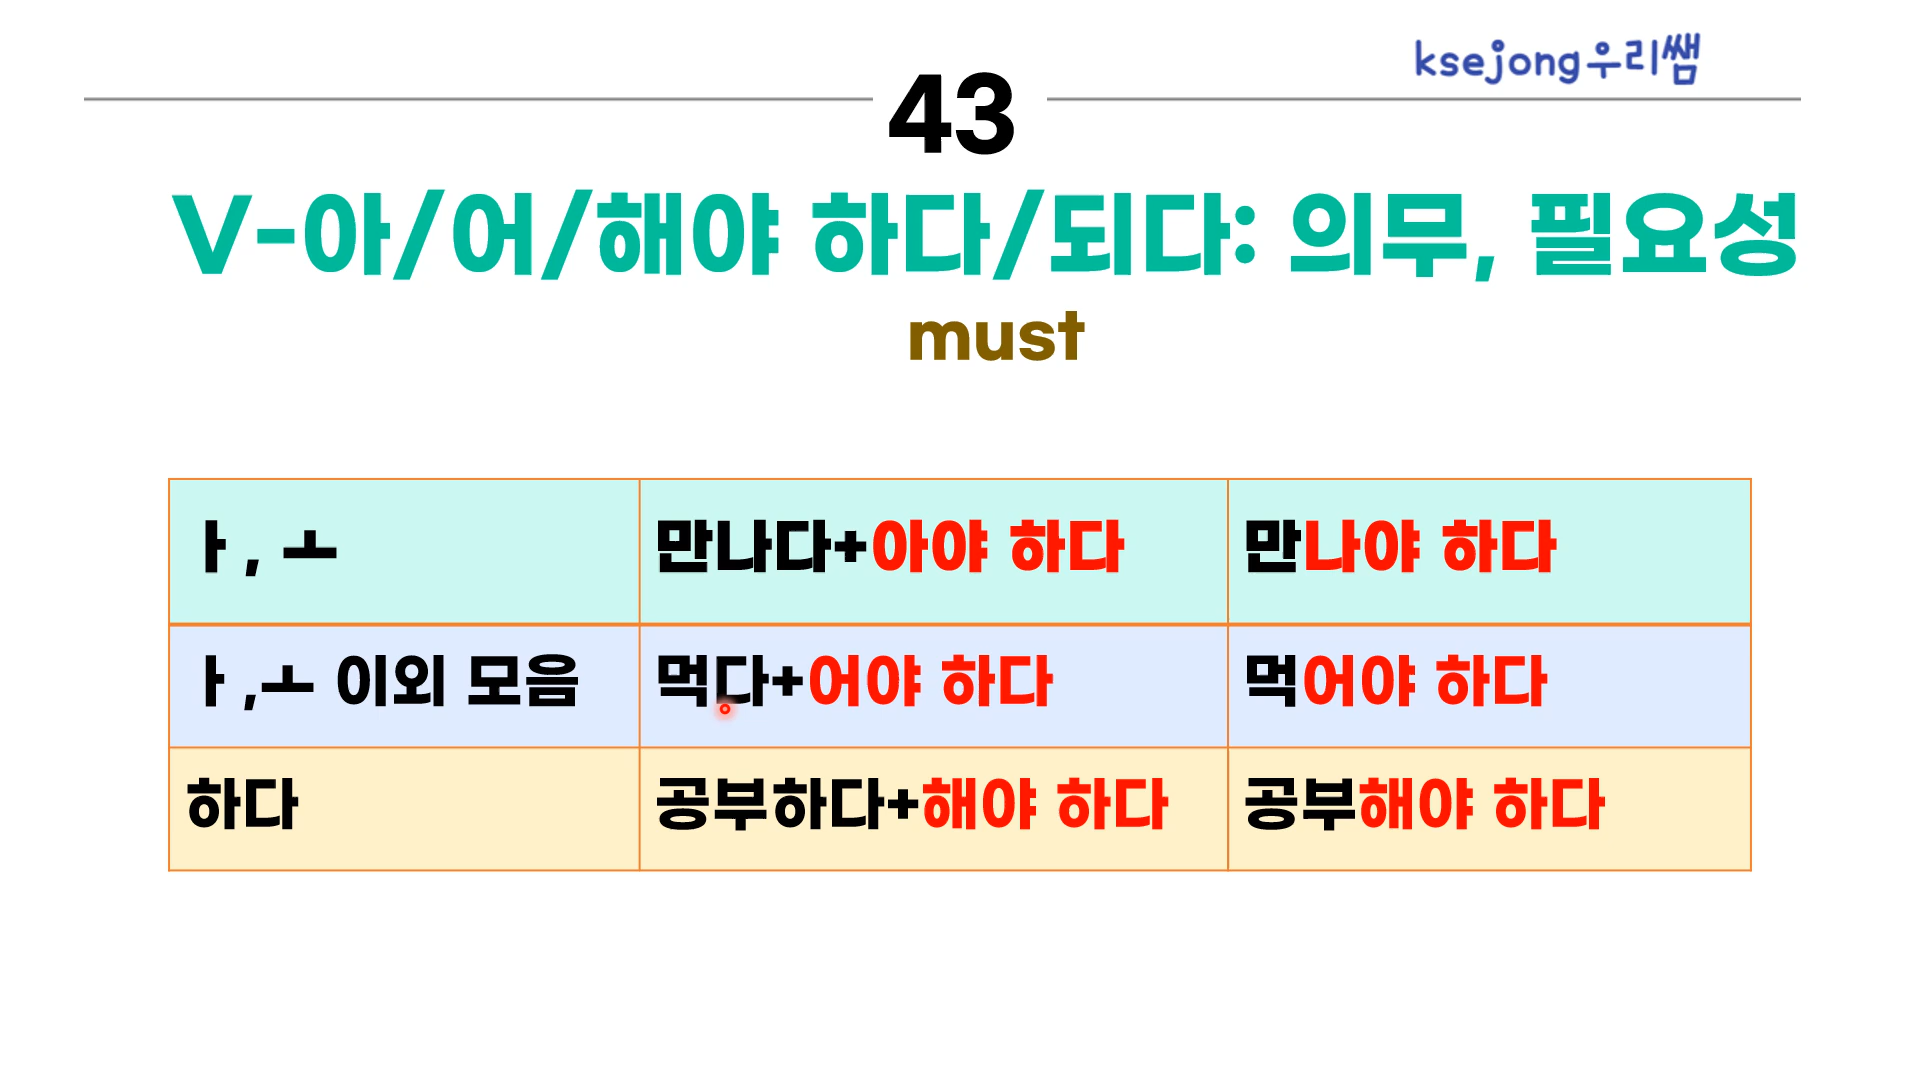 ksejong우리쌤
43
V-아/어/해야 하다/되다: 의무, 필요성
must
ㅏ, ㅗ
만나다+아야 하다
만나야 하다
ㅏ,ㅗ 이외 모음
먹다+어야 하다
먹어야 하다
하다
공부하다+해야 하다
공부해야 하다